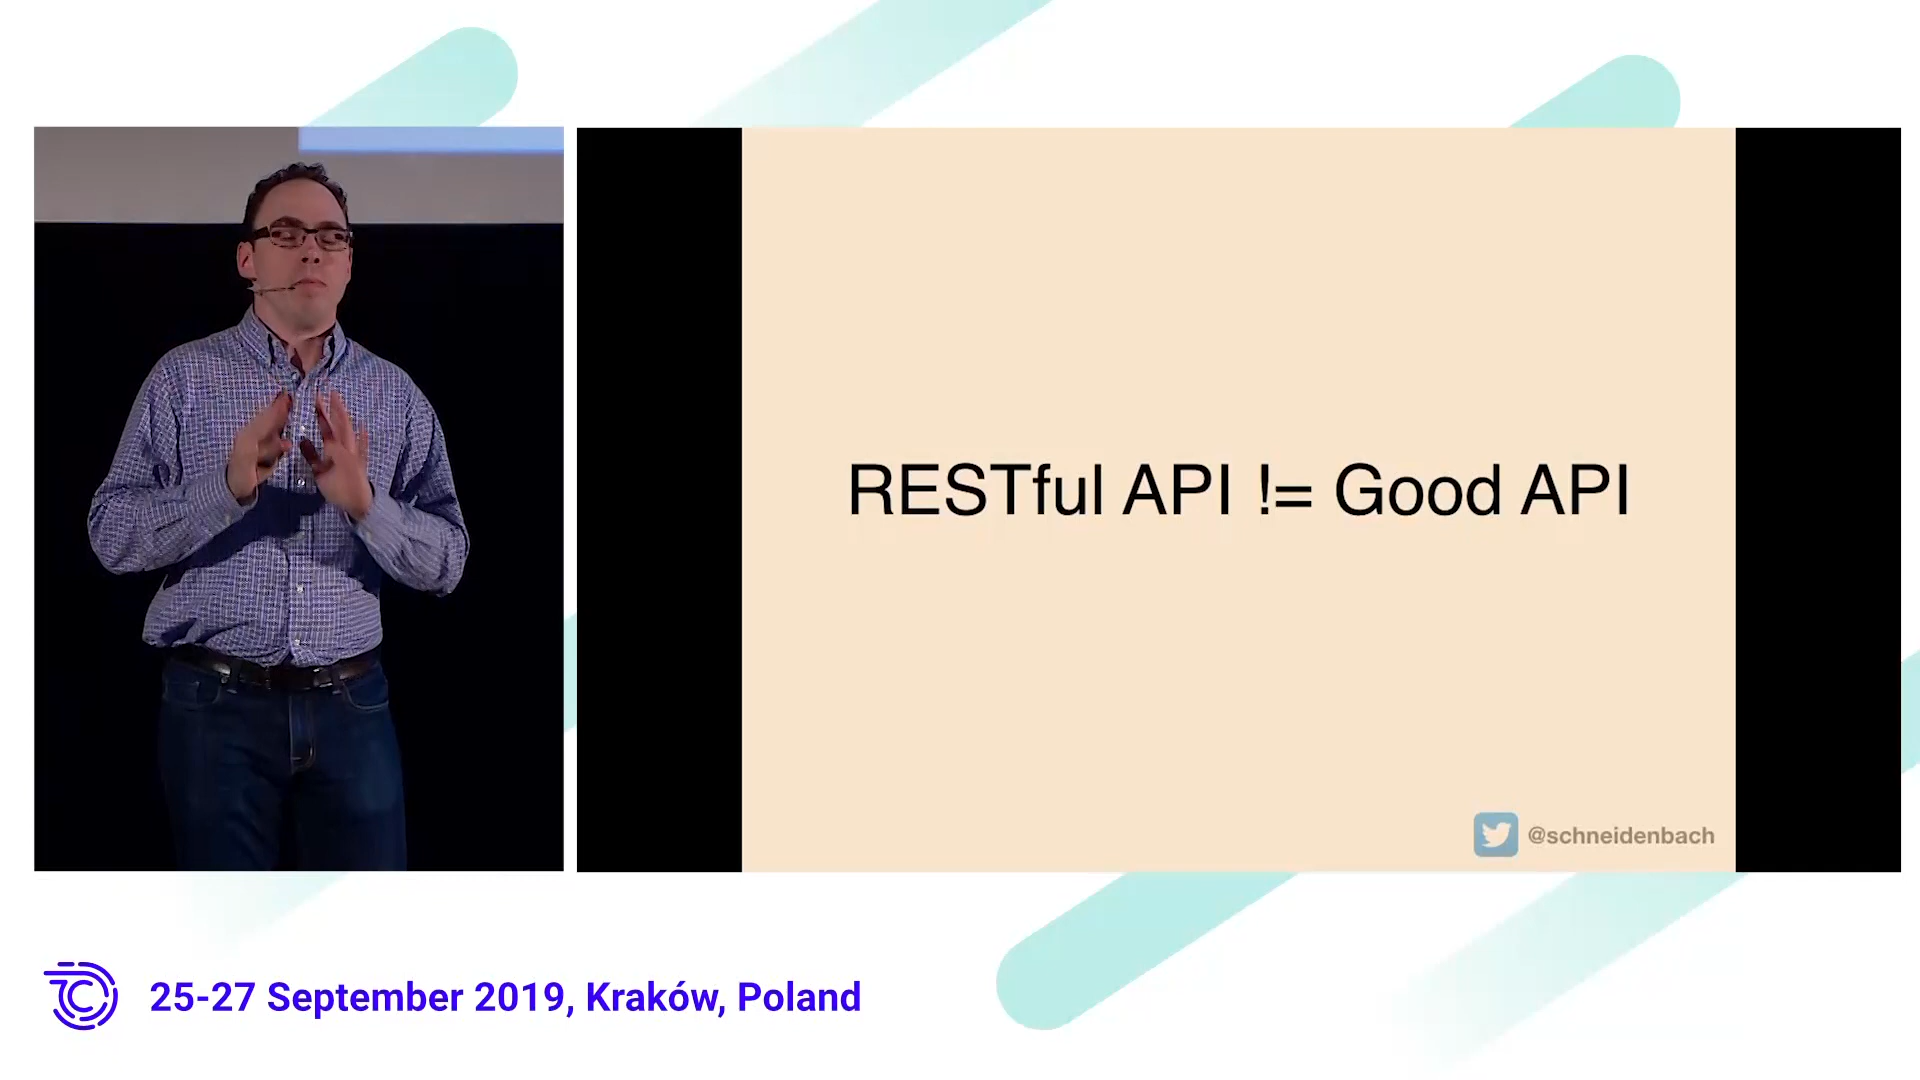 RESTful API != Good API
@schneidenbach
25-27 September 2019, Kraków, Poland